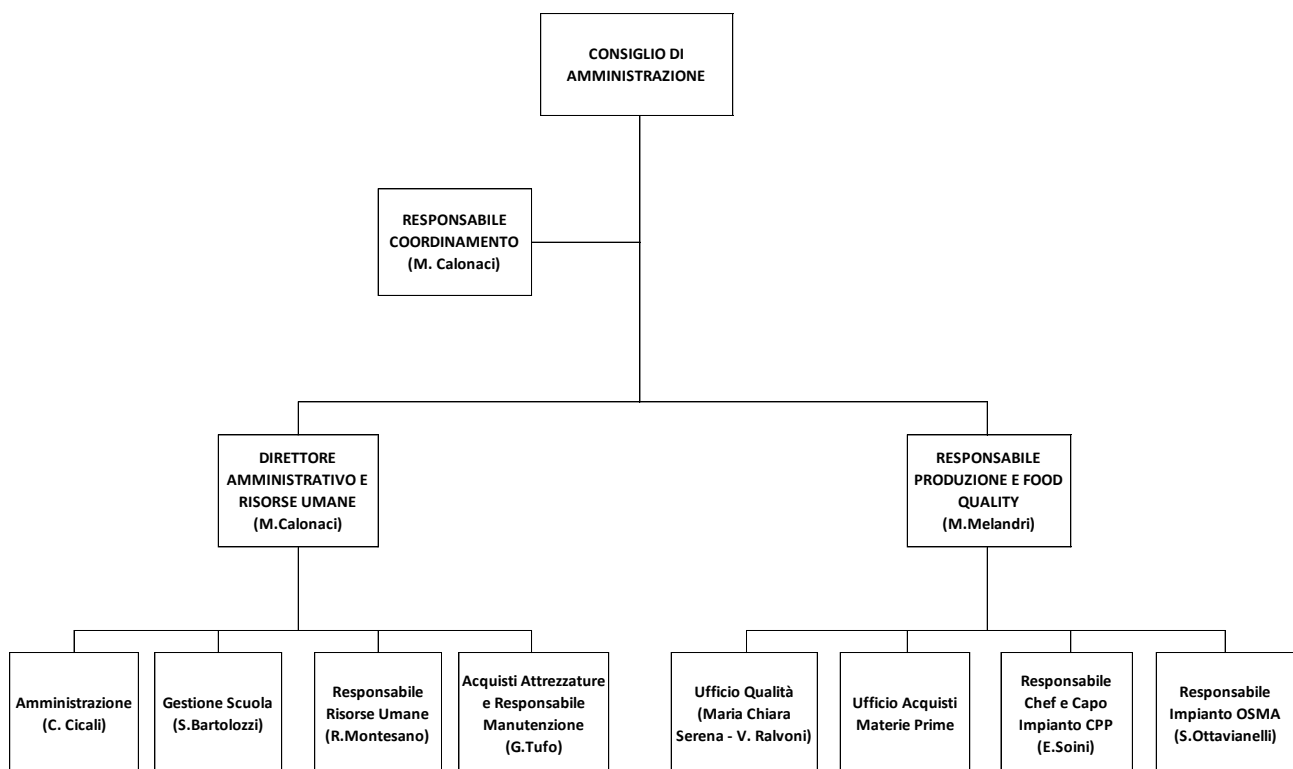 CONSIGLIO DI
AMMINISTRAZIONE
RESPONSABILE
COORDINAMENTO
(M. Calonaci)
DIRETTORE
AMMINISTRATIVO E
RISORSE UMANE
(M.Calonaci)
RESPONSABILE
PRODUZIONE E FOOD
QUALITY
(M.Melandri)
Amministrazione
(C. Cicali)
Gestione Scuola
(S.Bartolozzi)
Responsabile
Risorse Umane
(R.Montesano)
Acquisti Attrezzature
e Responsabile
Manutenzione
(G.Tufo)
Ufficio Qualità
(Maria Chiara
Serena - V. Ralvoni)
Ufficio Acquisti
Materie Prime
Responsabile
Chef e Capo
Impianto CPP
(E.Soini)
Responsabile
Impianto OSMA
(S.Ottavianelli)